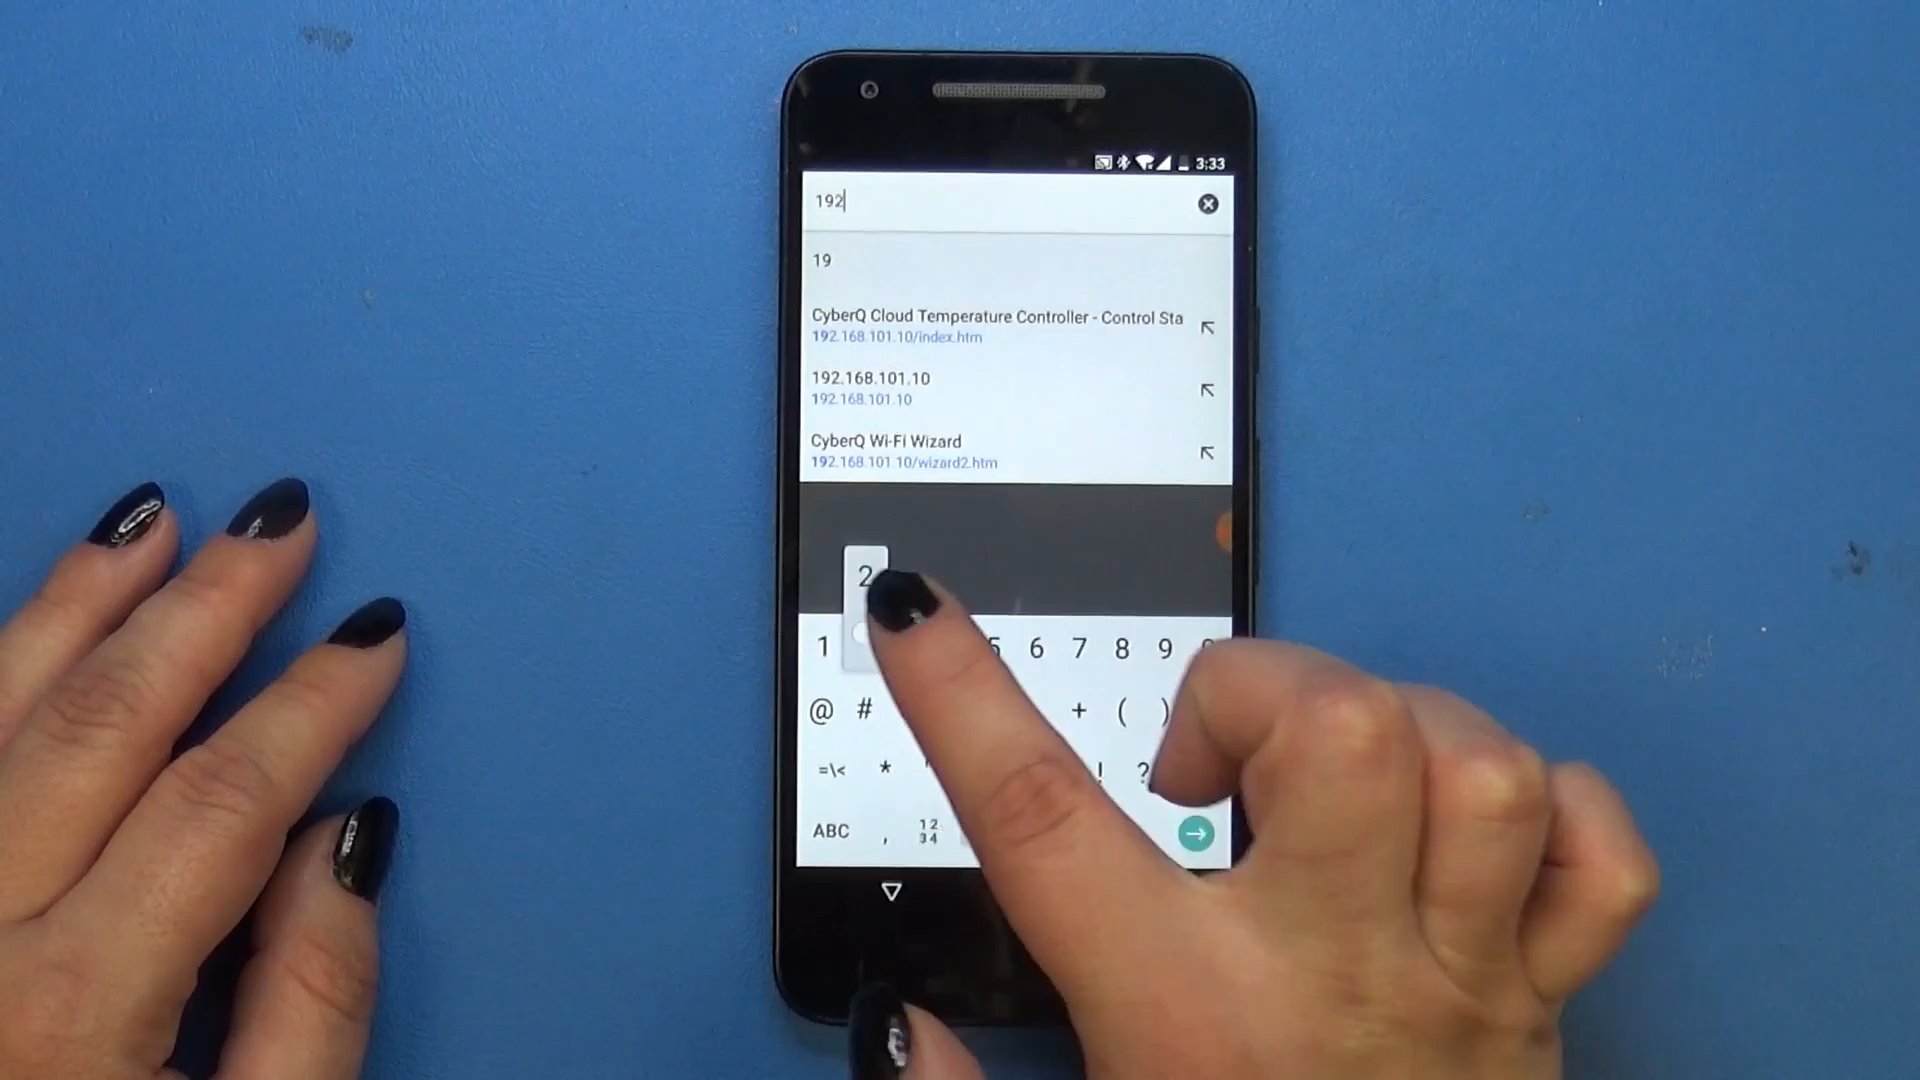 3:33
192
19
CyberQ Cloud Temperature Controller - Control Sta
192.168.101.10/index.htm
192.168.101.10
192.168.101.10
CyberQ Wi-Fi Wizard
192.168.101.10/wizard2.htm
2
1 5 6 7 8 9
@ # + ( )
=\< * ! ?
ABC , 12 34